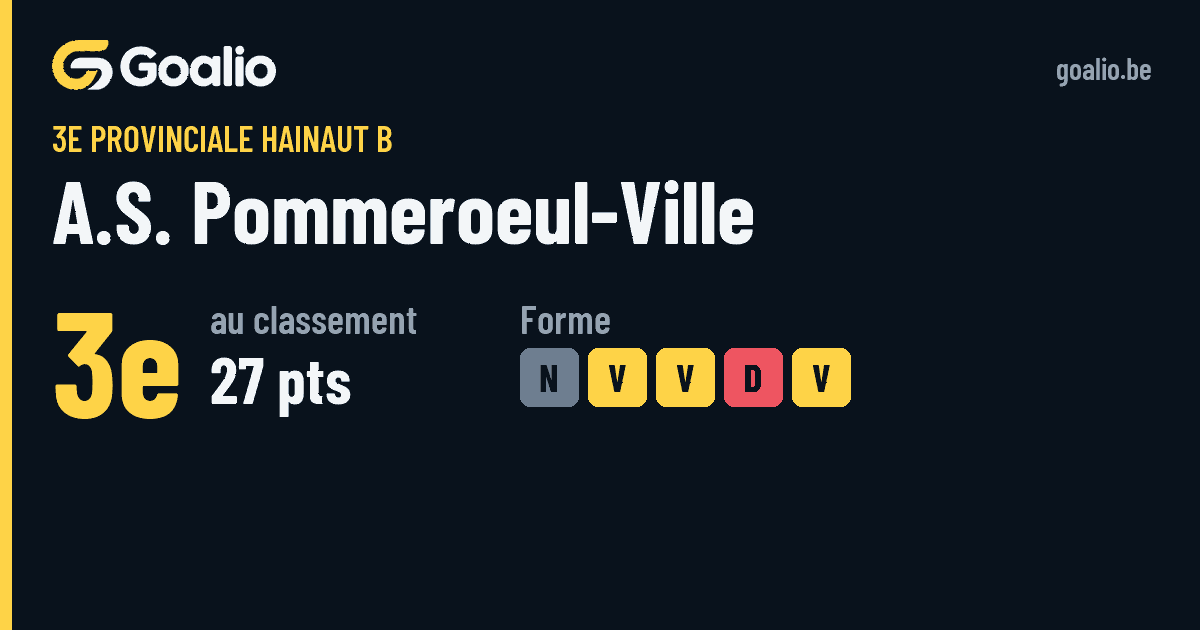 Goalio
goalio.be
3E PROVINCIALE HAINAUT B
A.S. Pommeroeul-Ville
3e
au classement
27 pts
Forme
N V V D V